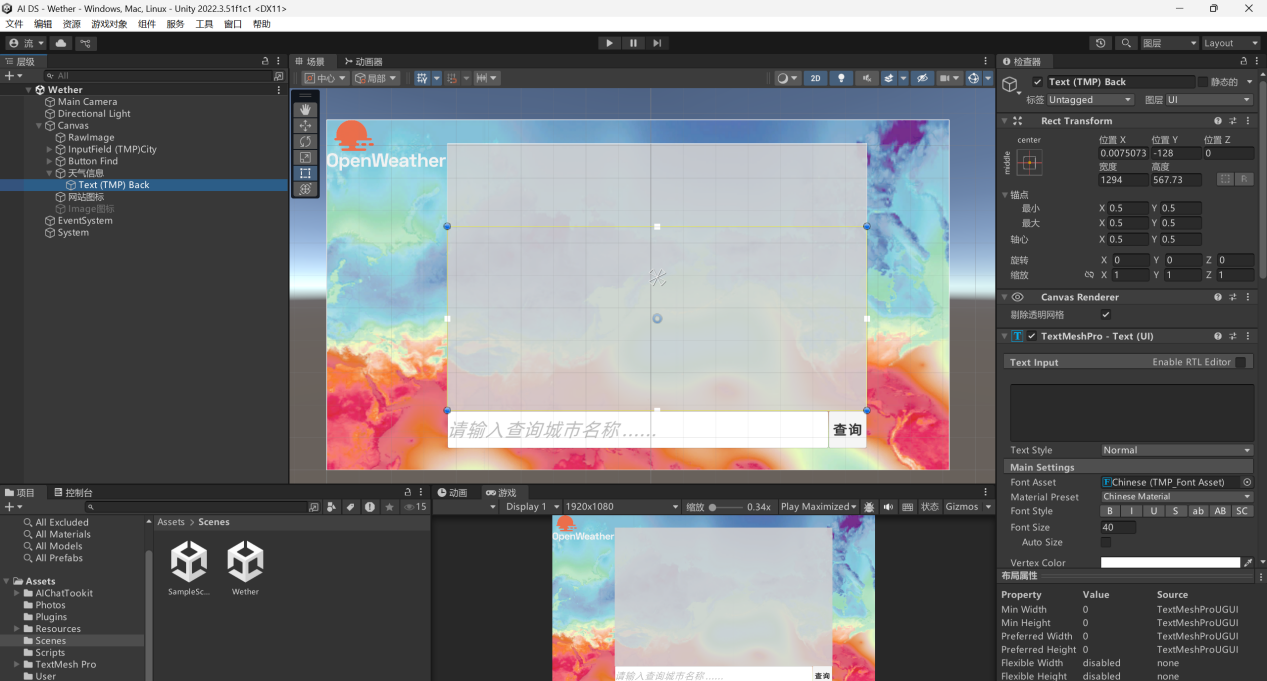 AI DS - Wether - Windows, Mac, Linux - Unity 2022.3.51f1c1 <DX11>
文件 编辑 资源 游戏对象 组件 服务 工具 窗口 帮助
流 图层 Layout
层级
All
Wether
Main Camera
Directional Light
Canvas
RawImage
InputField (TMP)City
Button Find
天气信息
Text (TMP) Back
网站图标
Image图标
EventSystem
System
场景 动画器
中心 局部 2D
OpenWeather
请输入查询城市名称......
查询
检查器
Text (TMP) Back 静态的
标签 Untagged 图层 UI
Rect Transform
center
middle
位置 X 位置 Y 位置 Z
0.0075073 -128 0
宽度 高度
1294 567.73 R
锚点
最小 X 0.5 Y 0.5
最大 X 0.5 Y 0.5
轴心 X 0.5 Y 0.5
旋转 X 0 Y 0 Z 0
缩放 X 1 Y 1 Z 1
Canvas Renderer
剔除透明网格
TextMeshPro - Text (UI)
Text Input Enable RTL Editor
Text Style Normal
Main Settings
Font Asset Chinese (TMP_Font Asset)
Material Preset Chinese Material
Font Style B I U S ab AB SC
Font Size 40
Auto Size
Vertex Color
布局属性
Property Value Source
Min Width 0 TextMeshProUGUI
Min Height 0 TextMeshProUGUI
Preferred Width 0 TextMeshProUGUI
Preferred Height 0 TextMeshProUGUI
Flexible Width disabled none
Flexible Height disabled none
项目 控制台
15
All Excluded
All Materials
All Models
All Prefabs
Assets
AIChatTookit
Photos
Plugins
Resources
Scenes
Scripts
TextMesh Pro
User
Assets > Scenes
SampleSc...
Wether
动画 游戏
Display 1 1920x1080 缩放 0.34x Play Maximized 状态 Gizmos
OpenWeather
请输入查询城市名称......
查询